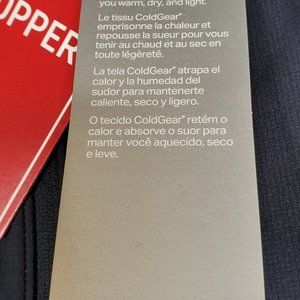 UPPER
you warm, dry, and light.
Le tissu ColdGear®
emprisonne la chaleur et
repousse la sueur pour vous
tenir au chaud et au sec en
toute légèreté.
La tela ColdGear® atrapa el
calor y la humedad del
sudor para mantenerte
caliente, seco y ligero.
O tecido ColdGear® retém o
calor e absorve o suor para
manter você aquecido, seco
e leve.